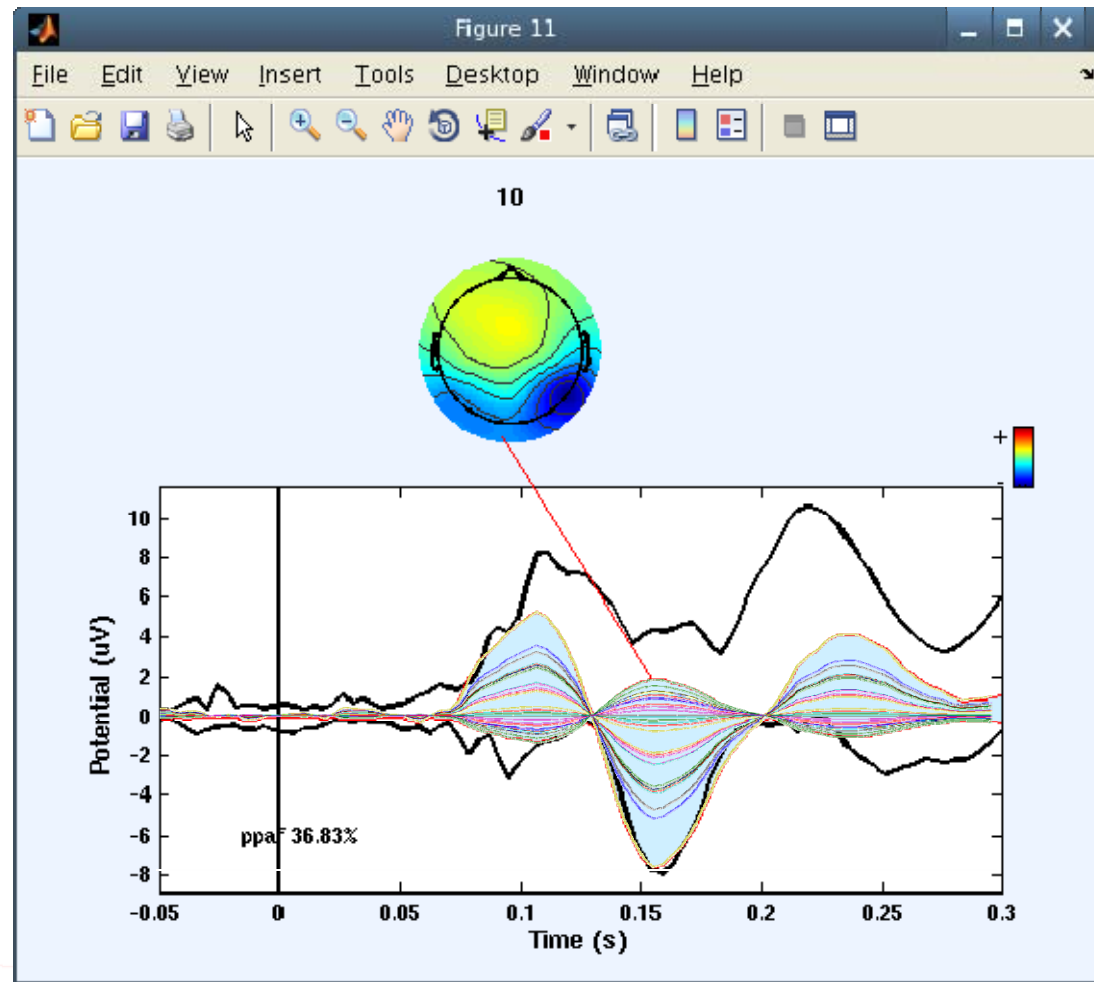 Figure 11
File Edit View Insert Tools Desktop Window Help
10
+
-
10
8
6
4
2
0
-2
-4
-6
-8
Potential (uV)
ppaf 36.83%
-0.05 0 0.05 0.1 0.15 0.2 0.25 0.3
Time (s)